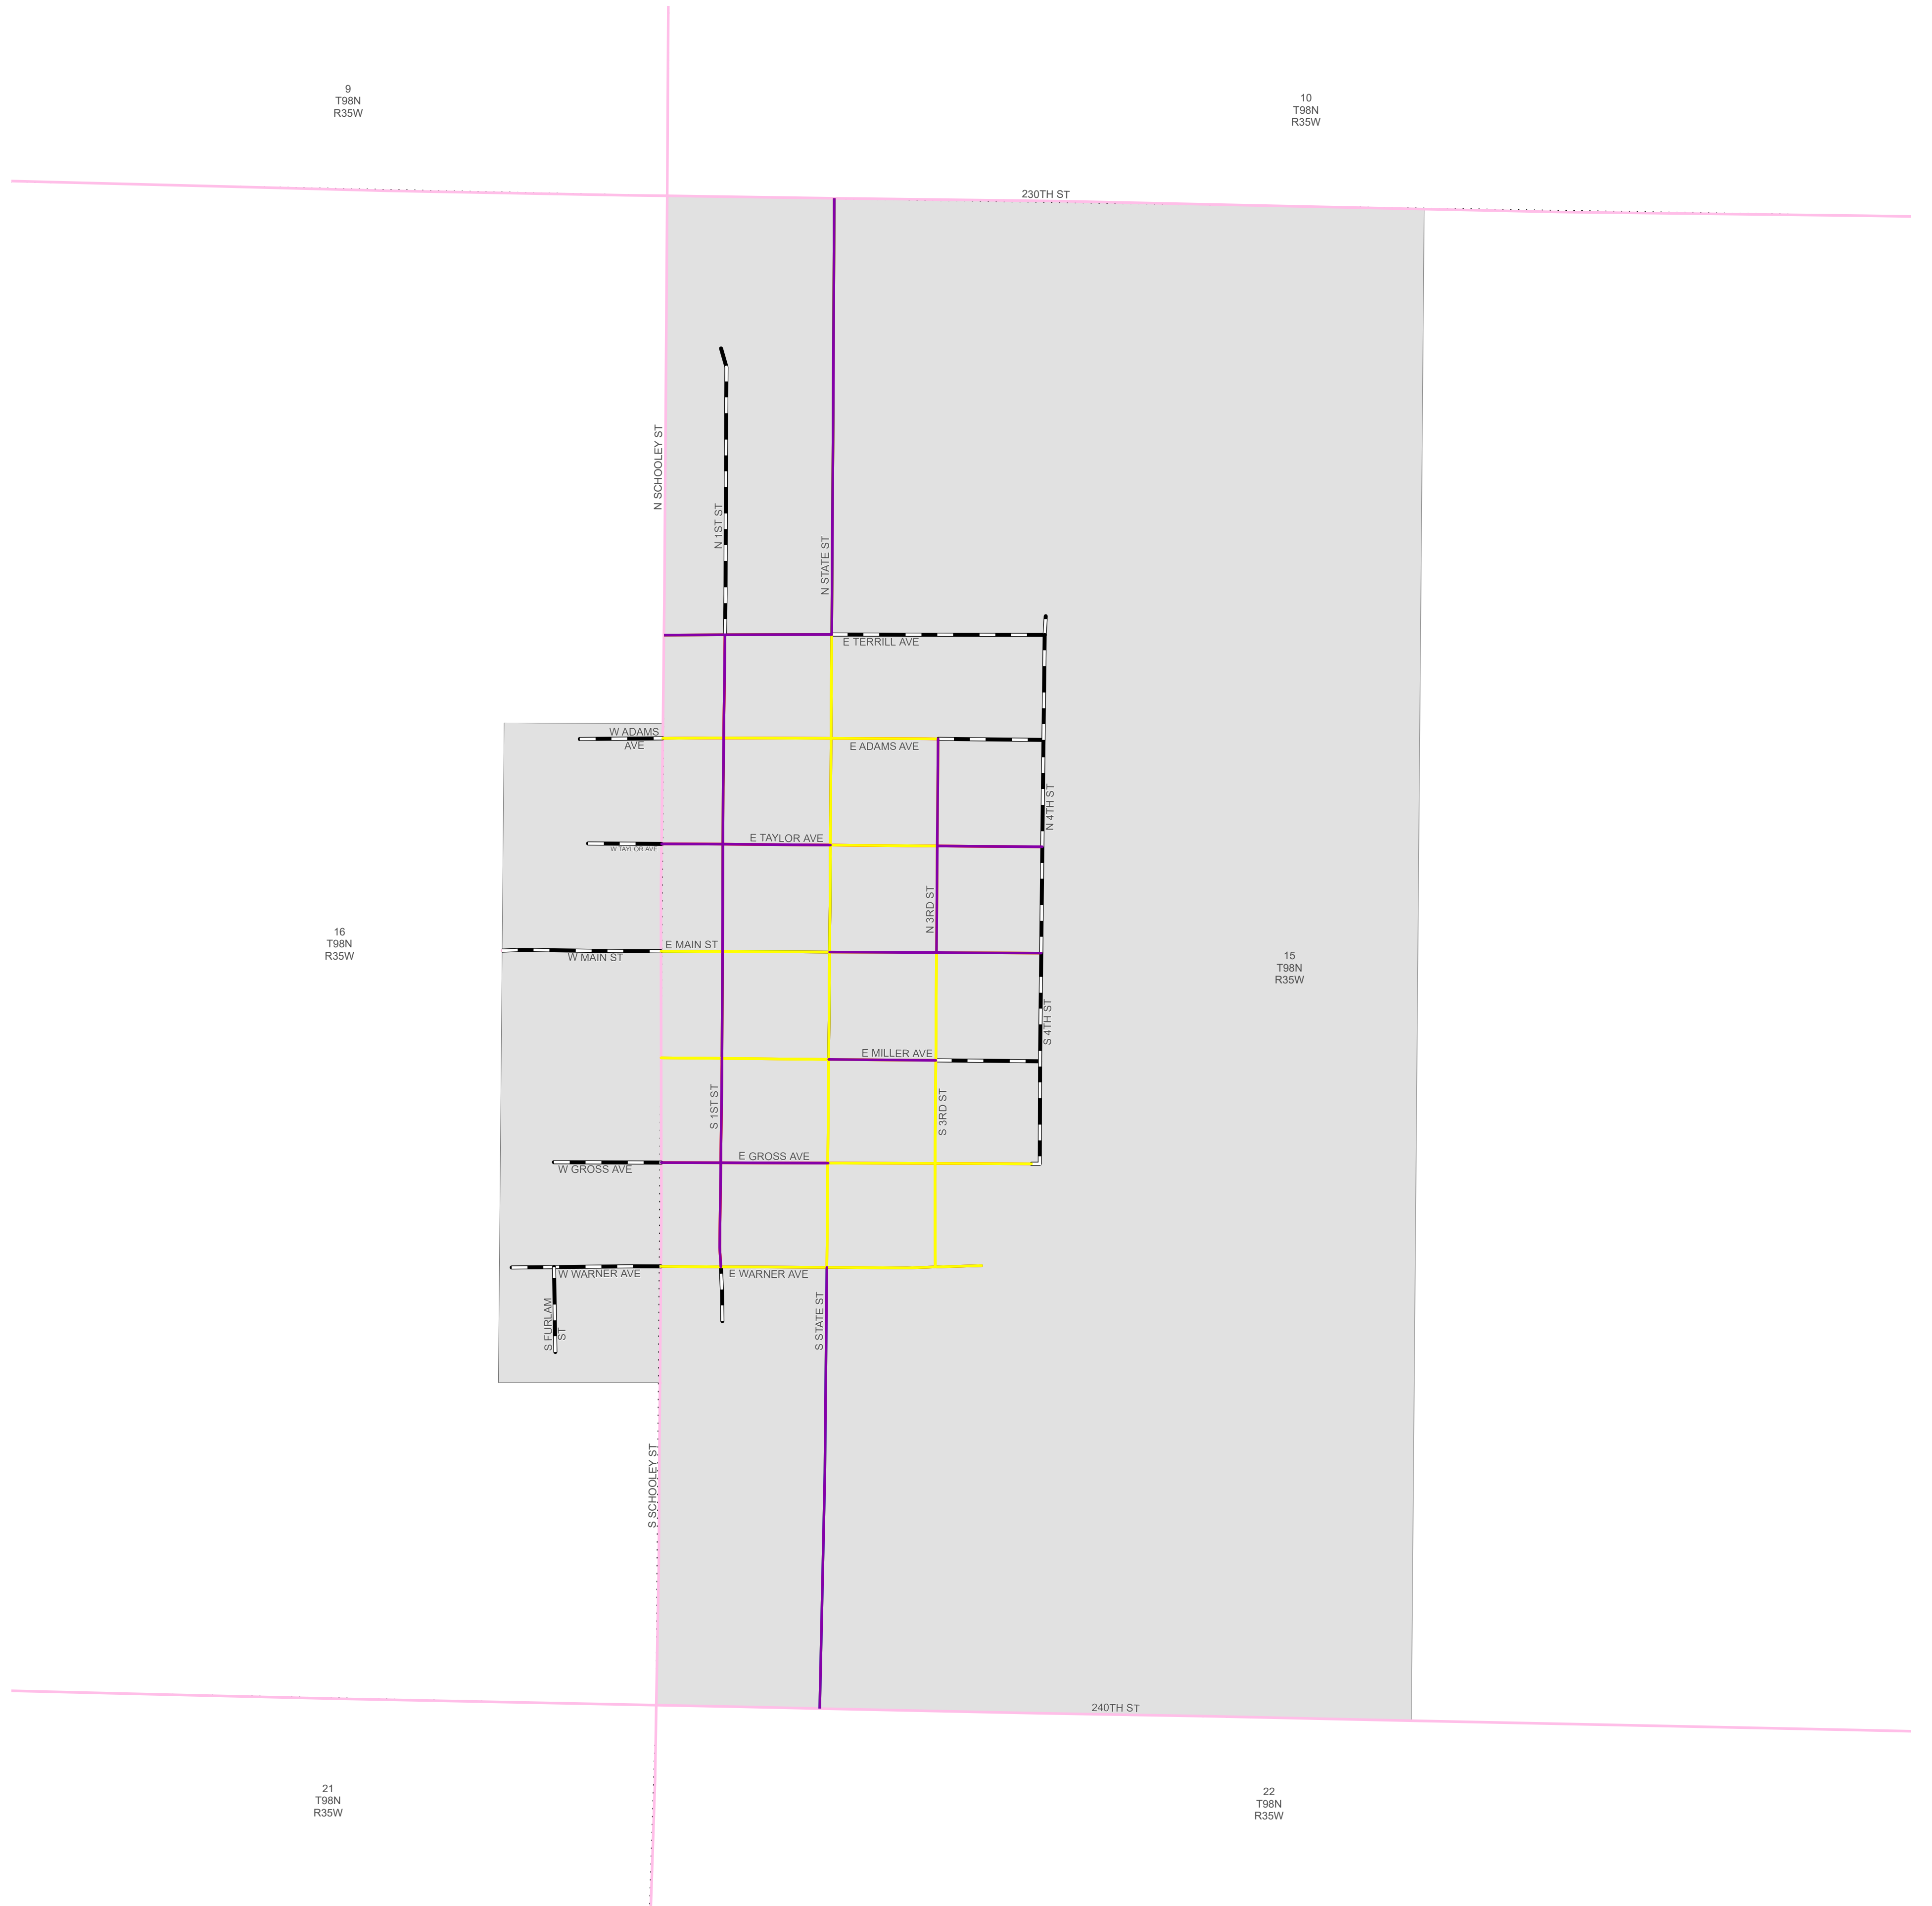 9
T98N
R35W
10
T98N
R35W
230TH ST
N SCHOOLEY ST
N 1ST ST
N STATE ST
E TERRILL AVE
W ADAMS
AVE
E ADAMS AVE
N 4TH ST
E TAYLOR AVE
W TAYLOR AVE
N 3RD ST
16
T98N
R35W
E MAIN ST
W MAIN ST
15
T98N
R35W
S 4TH ST
E MILLER AVE
S 1ST ST
S 3RD ST
E GROSS AVE
W GROSS AVE
W WARNER AVE
E WARNER AVE
S FURLAM
ST
S STATE ST
S SCHOOLEY ST
240TH ST
21
T98N
R35W
22
T98N
R35W